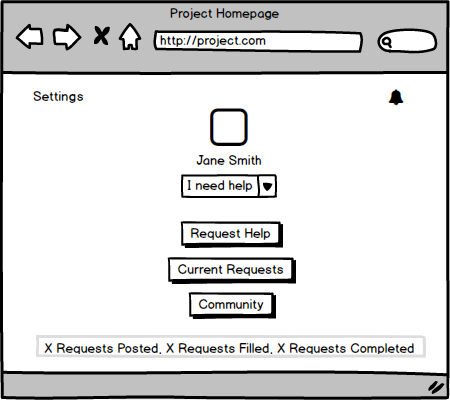 Project Homepage
http://project.com
Settings
Jane Smith
I need help
Request Help
Current Requests
Community
X Requests Posted, X Requests Filled, X Requests Completed